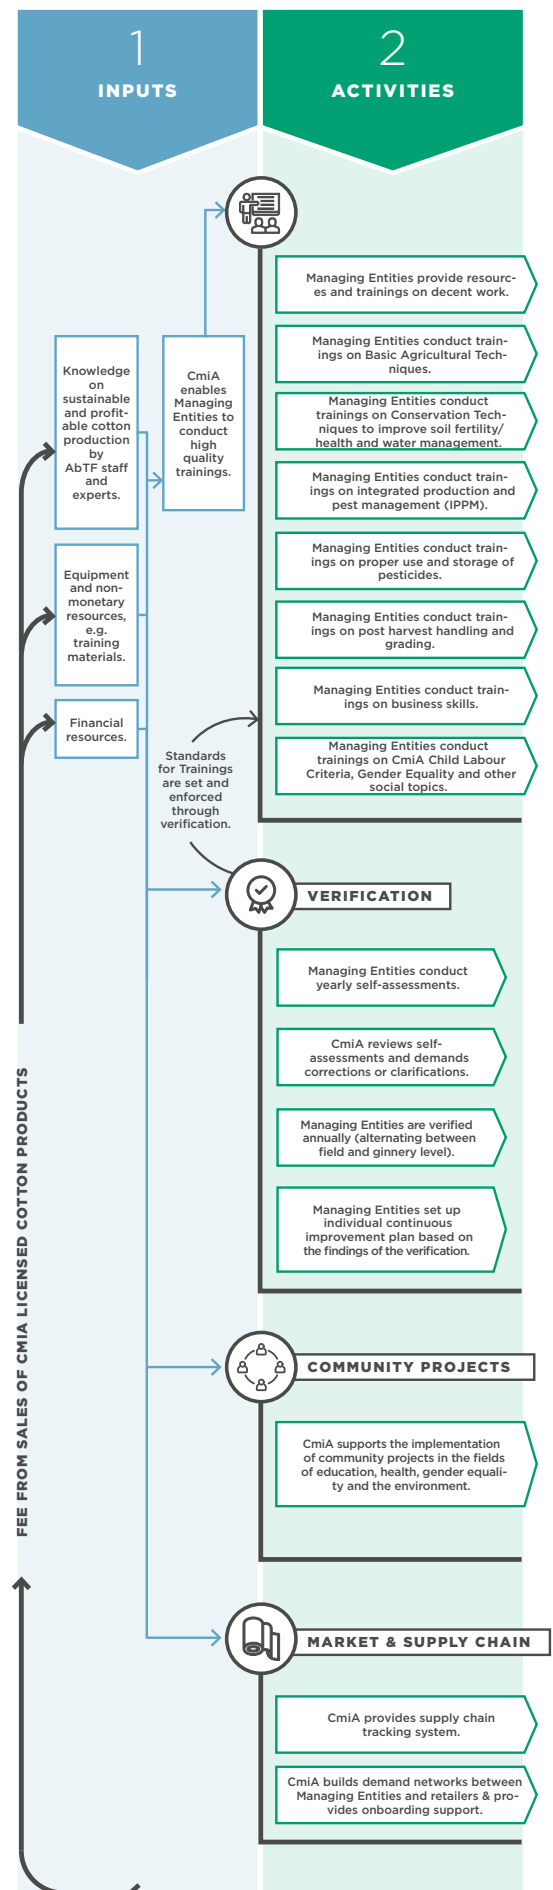 1
INPUTS
2
ACTIVITIES
Knowledge
on
sustainable
and profit-
able cotton
production
by
AbTF staff
and
experts.
Equipment
and non-
monetary
resources,
e.g.
training
materials.
Financial
resources.
CmiA
enables
Managing
Entities to
conduct
high
quality
trainings.
Standards
for Trainings
are set and
enforced
through
verification.
FEE FROM SALES OF CMIA LICENSED COTTON PRODUCTS
Managing Entities provide resourc-
es and trainings on decent work.
Managing Entities conduct train-
ings on Basic Agricultural Tech-
niques.
Managing Entities conduct
trainings on Conservation Tech-
niques to improve soil fertility/
health and water management.
Managing Entities conduct train-
ings on integrated production and
pest management (IPPM).
Managing Entities conduct train-
ings on proper use and storage of
pesticides.
Managing Entities conduct train-
ings on post harvest handling and
grading.
Managing Entities conduct train-
ings on business skills.
Managing Entities conduct
trainings on CmiA Child Labour
Criteria, Gender Equality and other
social topics.
VERIFICATION
Managing Entities conduct
yearly self-assessments.
CmiA reviews self-
assessments and demands
corrections or clarifications.
Managing Entities are verified
annually (alternating between
field and ginnery level).
Managing Entities set up
individual continuous
improvement plan based on
the findings of the verification.
COMMUNITY PROJECTS
CmiA supports the implementation
of community projects in the fields
of education, health, gender equali-
ty and the environment.
MARKET & SUPPLY CHAIN
CmiA provides supply chain
tracking system.
CmiA builds demand networks between
Managing Entities and retailers & pro-
vides onboarding support.